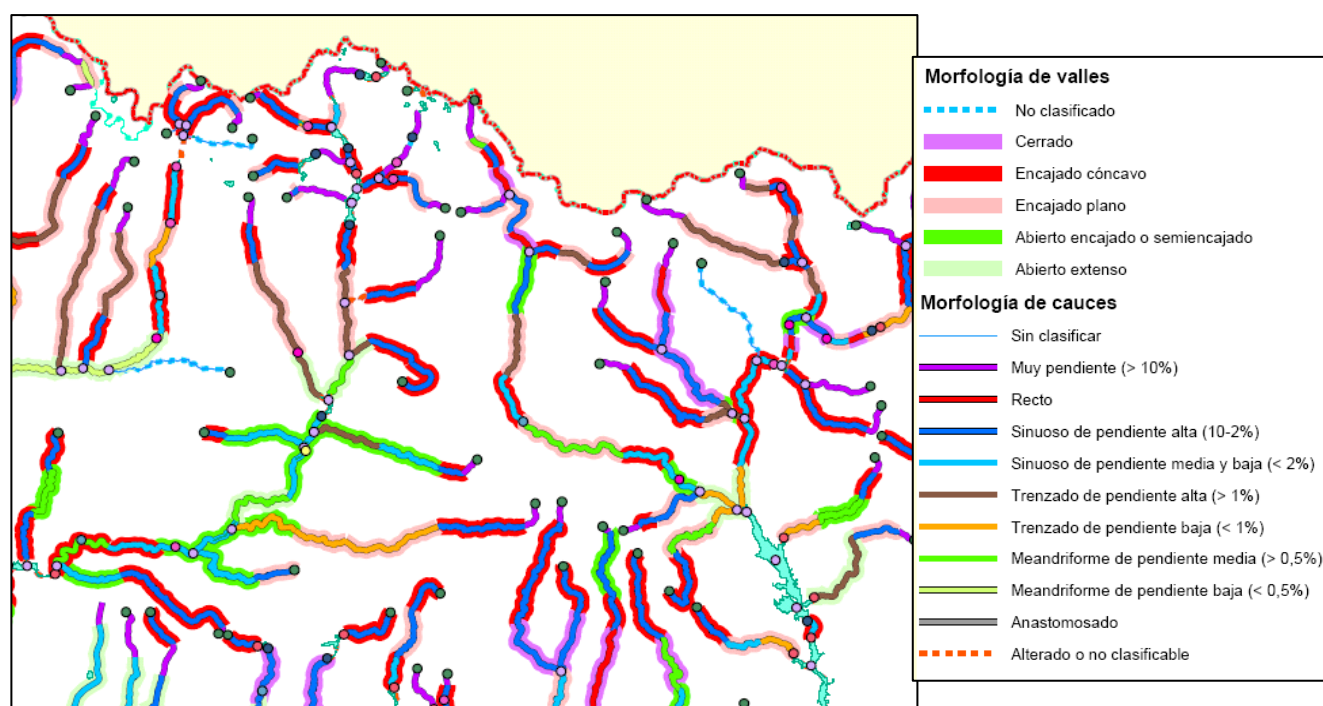 Morfología de valles
No clasificado
Cerrado
Encajado cóncavo
Encajado plano
Abierto encajado o semiencajado
Abierto extenso
Morfología de cauces
Sin clasificar
Muy pendiente (> 10%)
Recto
Sinuoso de pendiente alta (10-2%)
Sinuoso de pendiente media y baja (< 2%)
Trenzado de pendiente alta (> 1%)
Trenzado de pendiente baja (< 1%)
Meandriforme de pendiente media (> 0,5%)
Meandriforme de pendiente baja (< 0,5%)
Anastomosado
Alterado o no clasificable